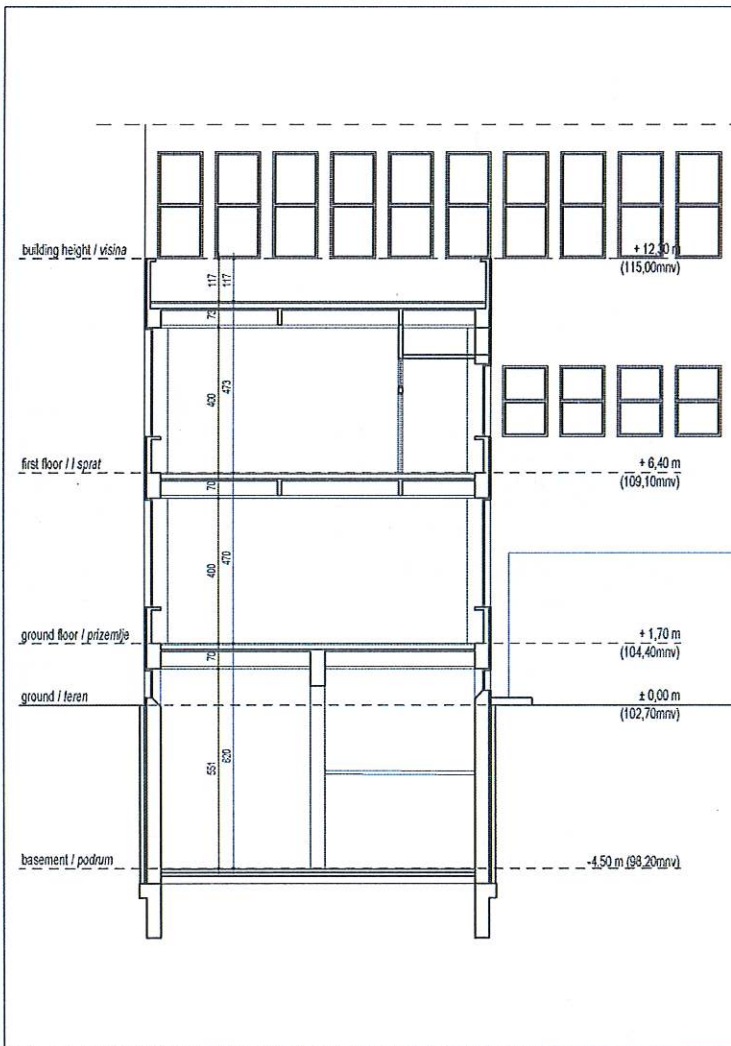 building height / visina
+ 12,30 m
(115,00mnv)
117
117
73
400
473
first floor / I sprat
+ 6,40 m
(109,10mnv)
70
400
470
ground floor / prizemlje
+ 1,70 m
(104,40mnv)
70
ground / teren
± 0,00 m
(102,70mnv)
551
620
basement / podrum
-4,50 m (98,20mnv)